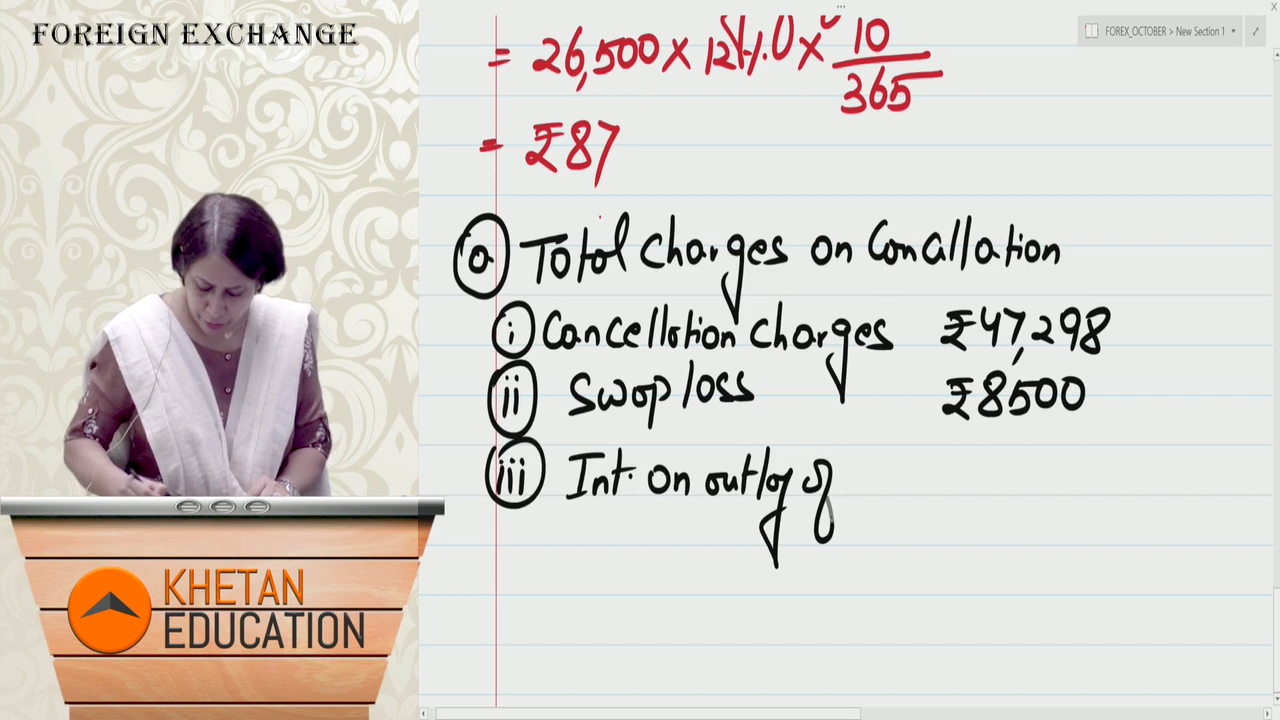 FOREIGN EXCHANGE
FOREX_OCTOBER > New Section 1
= 26,500 × 12% × 10/365
= ₹87
(a) Total charges on Concallation
(i) Cancellation charges ₹47,298
(ii) Swap loss ₹8500
(iii) Int. on outlay of
KHETAN
EDUCATION